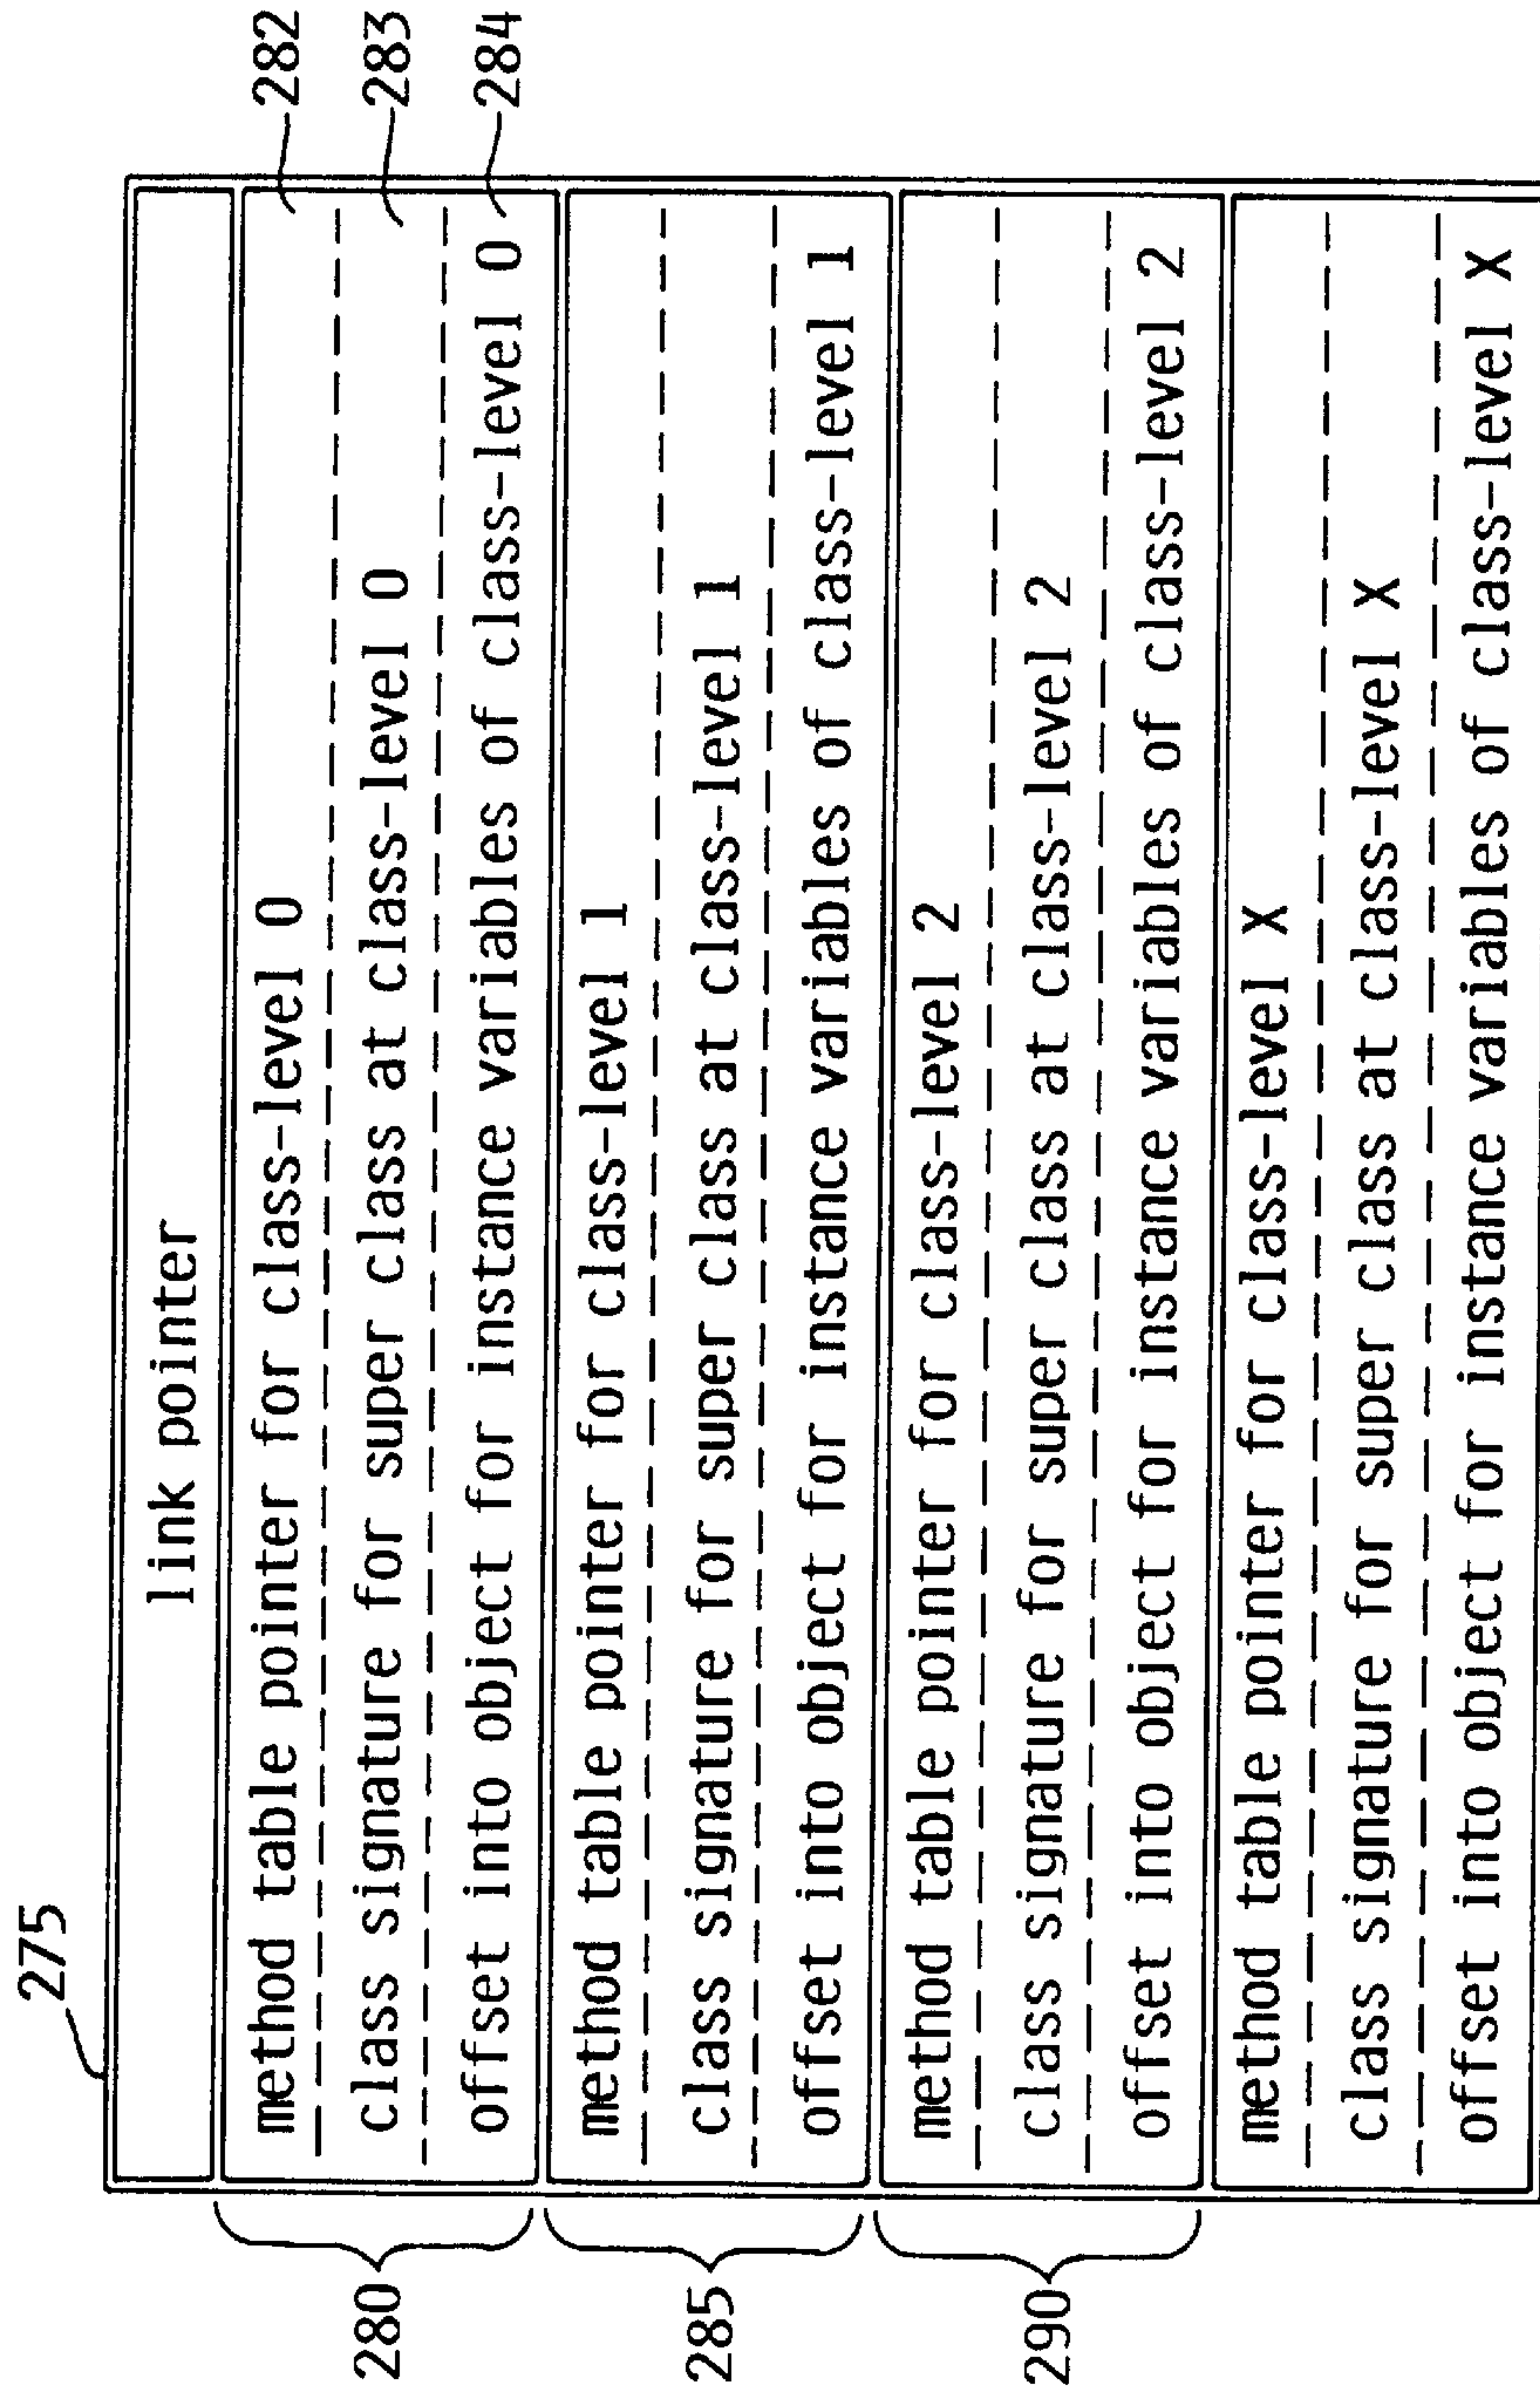 275
link pointer
method table pointer for class-level 0
282
class signature for super class at class-level 0
283
offset into object for instance variables of class-level 0
284
280
method table pointer for class-level 1
class signature for super class at class-level 1
offset into object for instance variables of class-level 1
285
method table pointer for class-level 2
class signature for super class at class-level 2
offset into object for instance variables of class-level 2
290
method table pointer for class-level X
class signature for super class at class-level X
offset into object for instance variables of class-level X